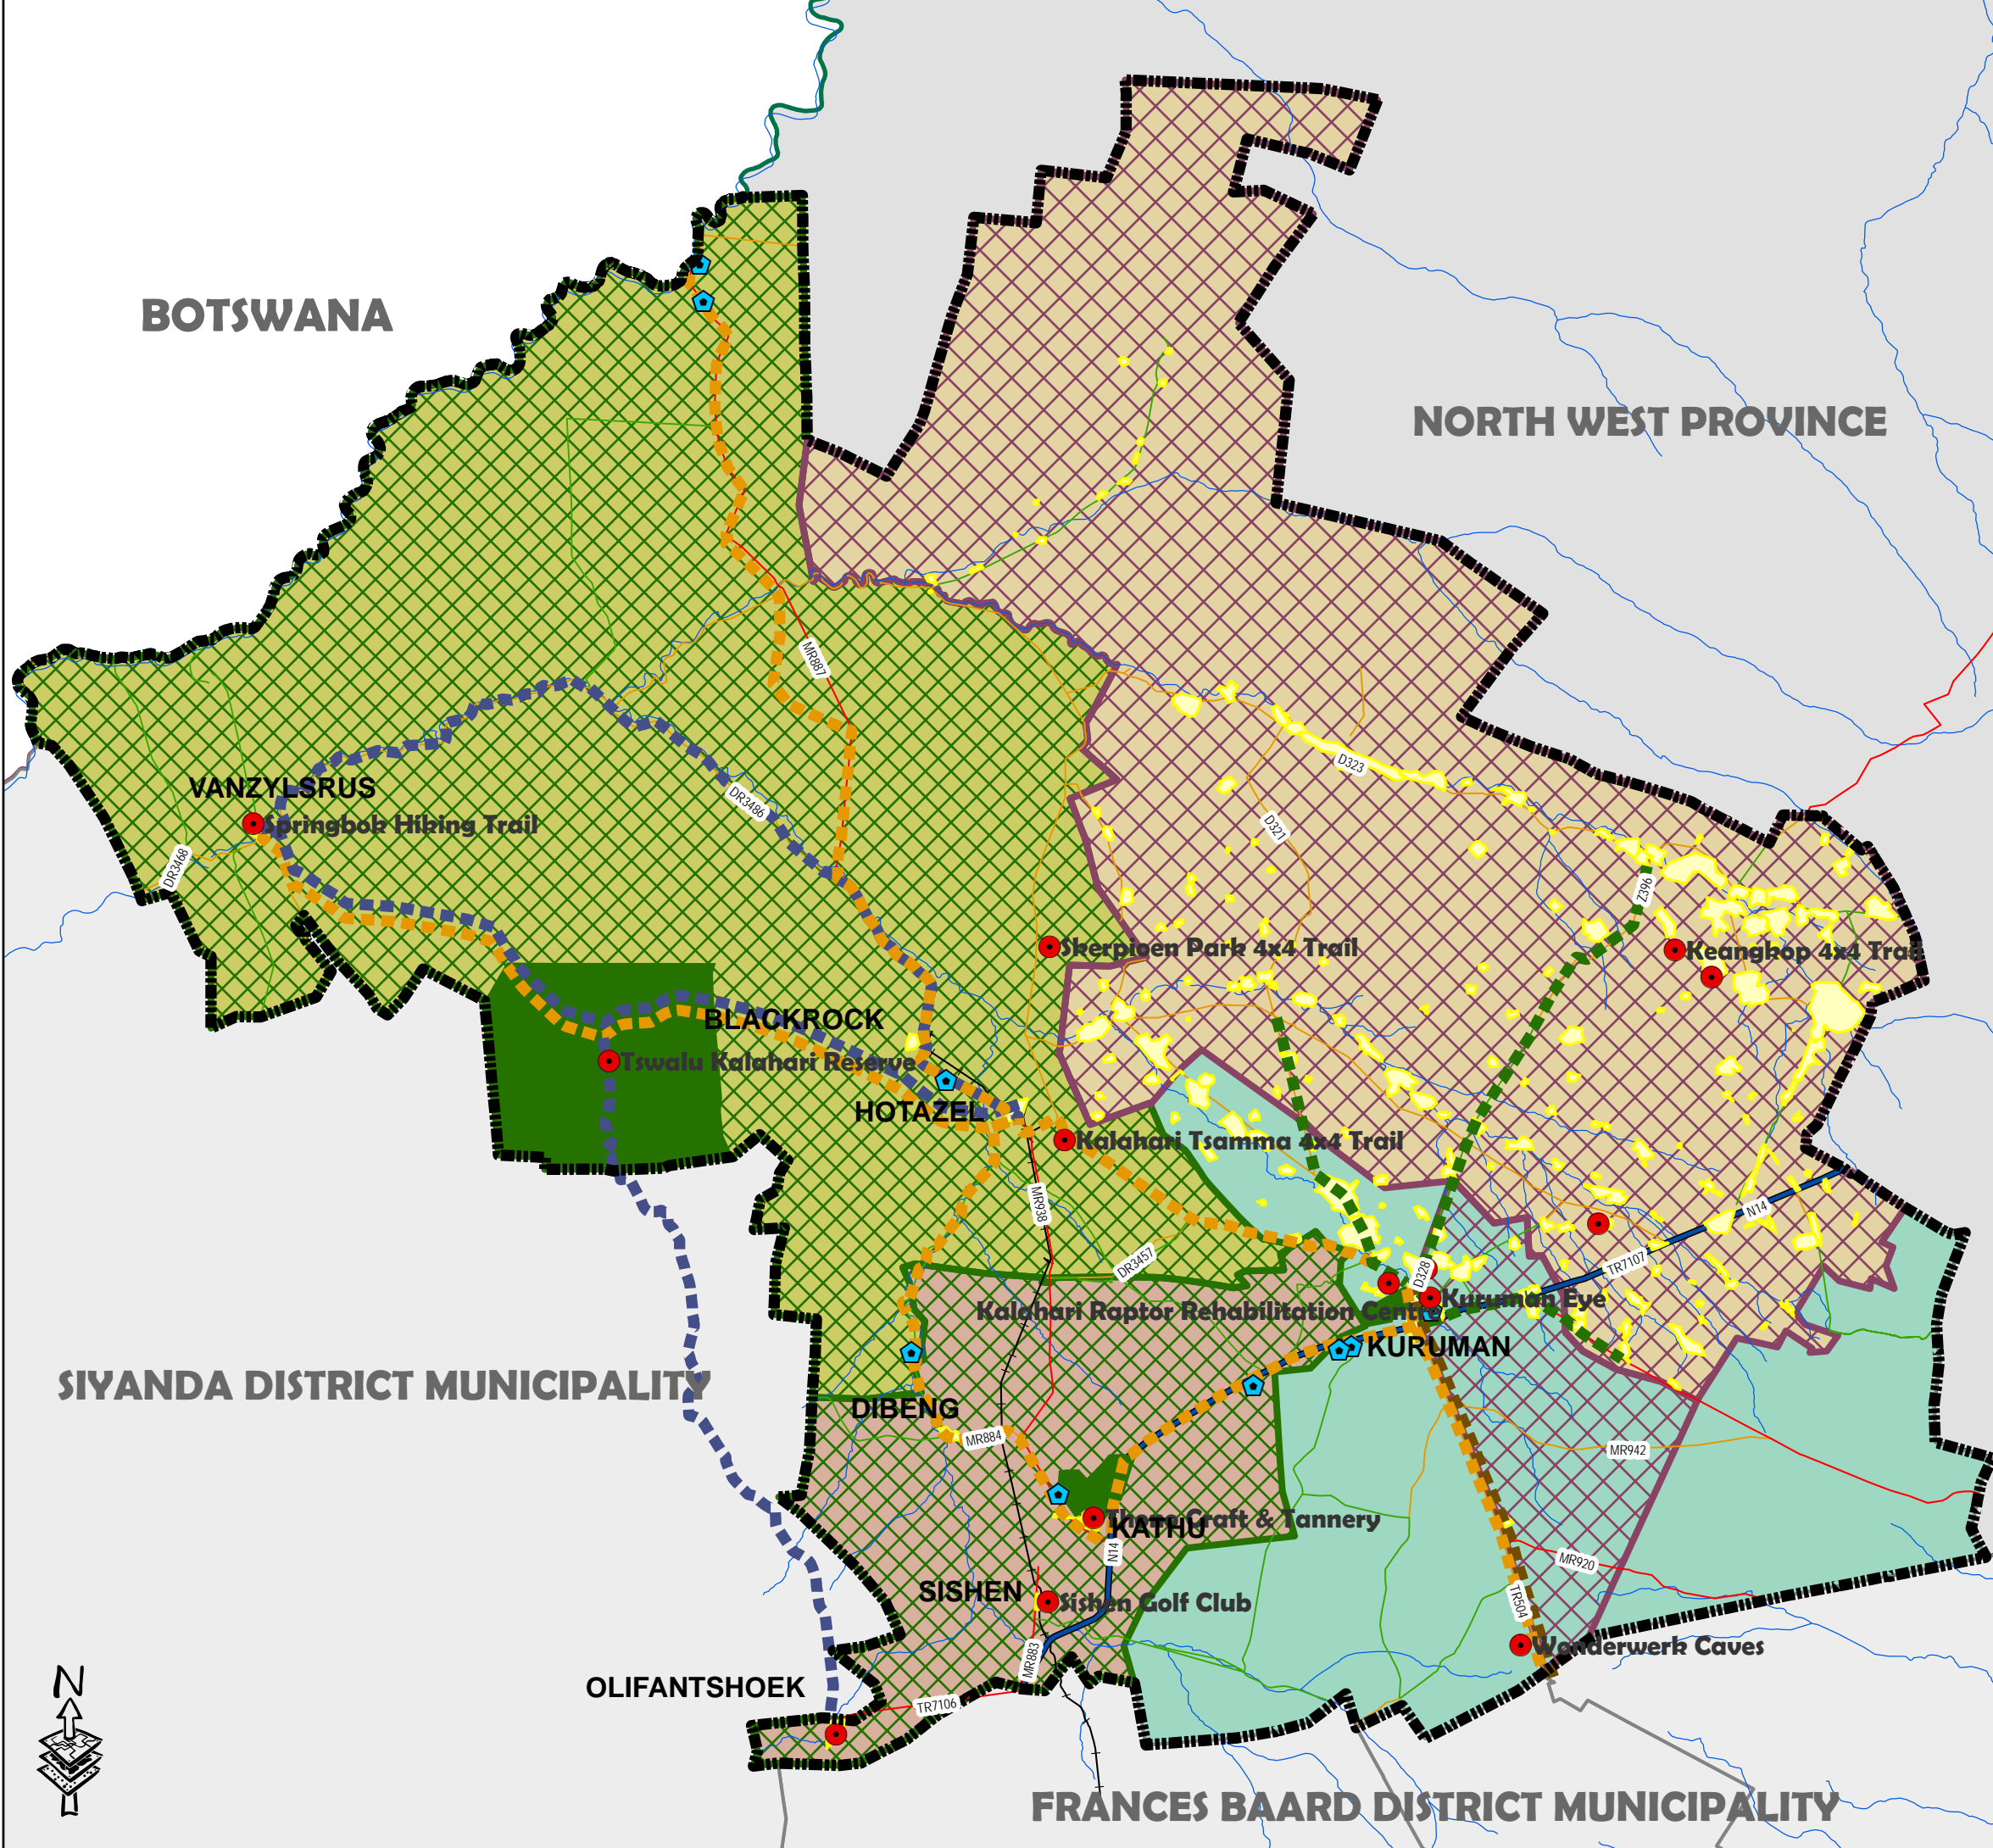 BOTSWANA
NORTH WEST PROVINCE
MR887
D323
VANZYLSRUS
DR3486
Springbok Hiking Trail
D321
DR3468
Z396
Skerpioen Park 4x4 Trail
Keangkop 4x4 Trail
BLACKROCK
Tswalu Kalahari Reserve
HOTAZEL
Kalahari Tsamma 4x4 Trail
MR938
N14
DR3457
TR7107
D328
Kuruman Eye
Kalahari Raptor Rehabilitation Centre
KURUMAN
SIYANDA DISTRICT MUNICIPALITY
DIBENG
MR884
MR942
Thono Craft & Tannery
KATHU
N14
MR920
SISHEN
Sishen Golf Club
TR504
Wonderwerk Caves
MR883
OLIFANTSHOEK
TR7106
N
FRANCES BAARD DISTRICT MUNICIPALITY